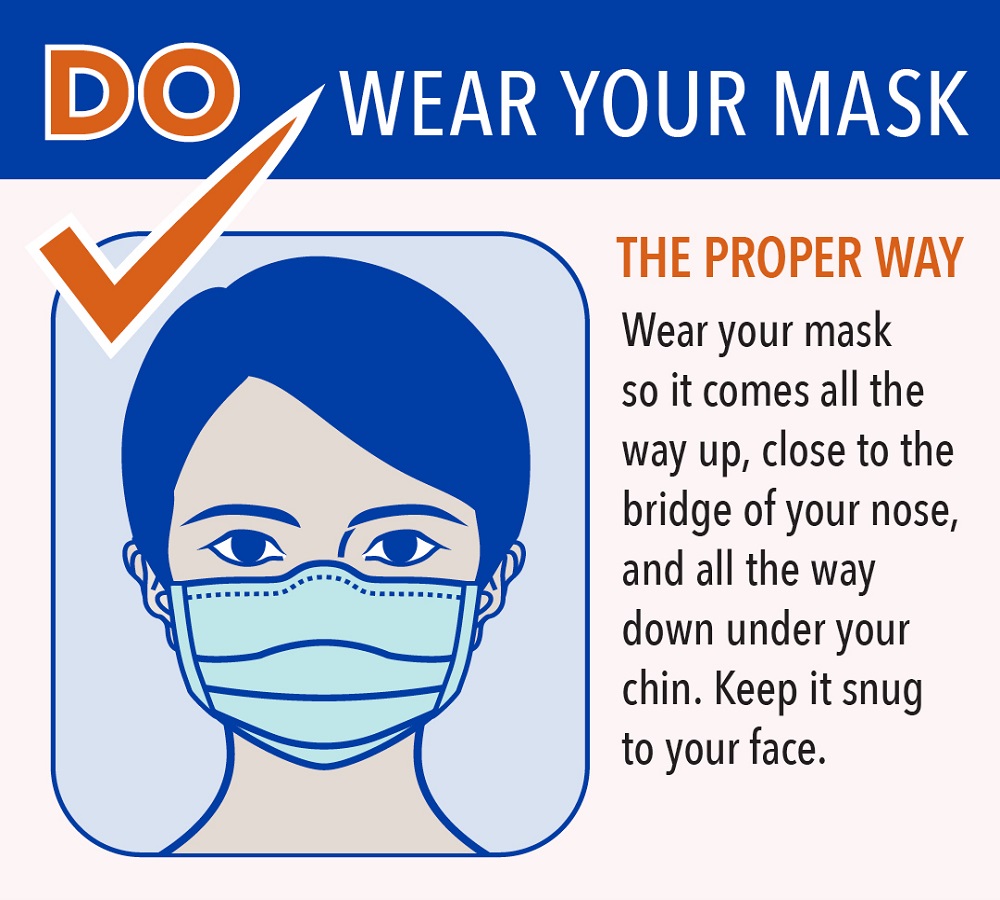 DO WEAR YOUR MASK
THE PROPER WAY
Wear your mask
so it comes all the
way up, close to the
bridge of your nose,
and all the way
down under your
chin. Keep it snug
to your face.